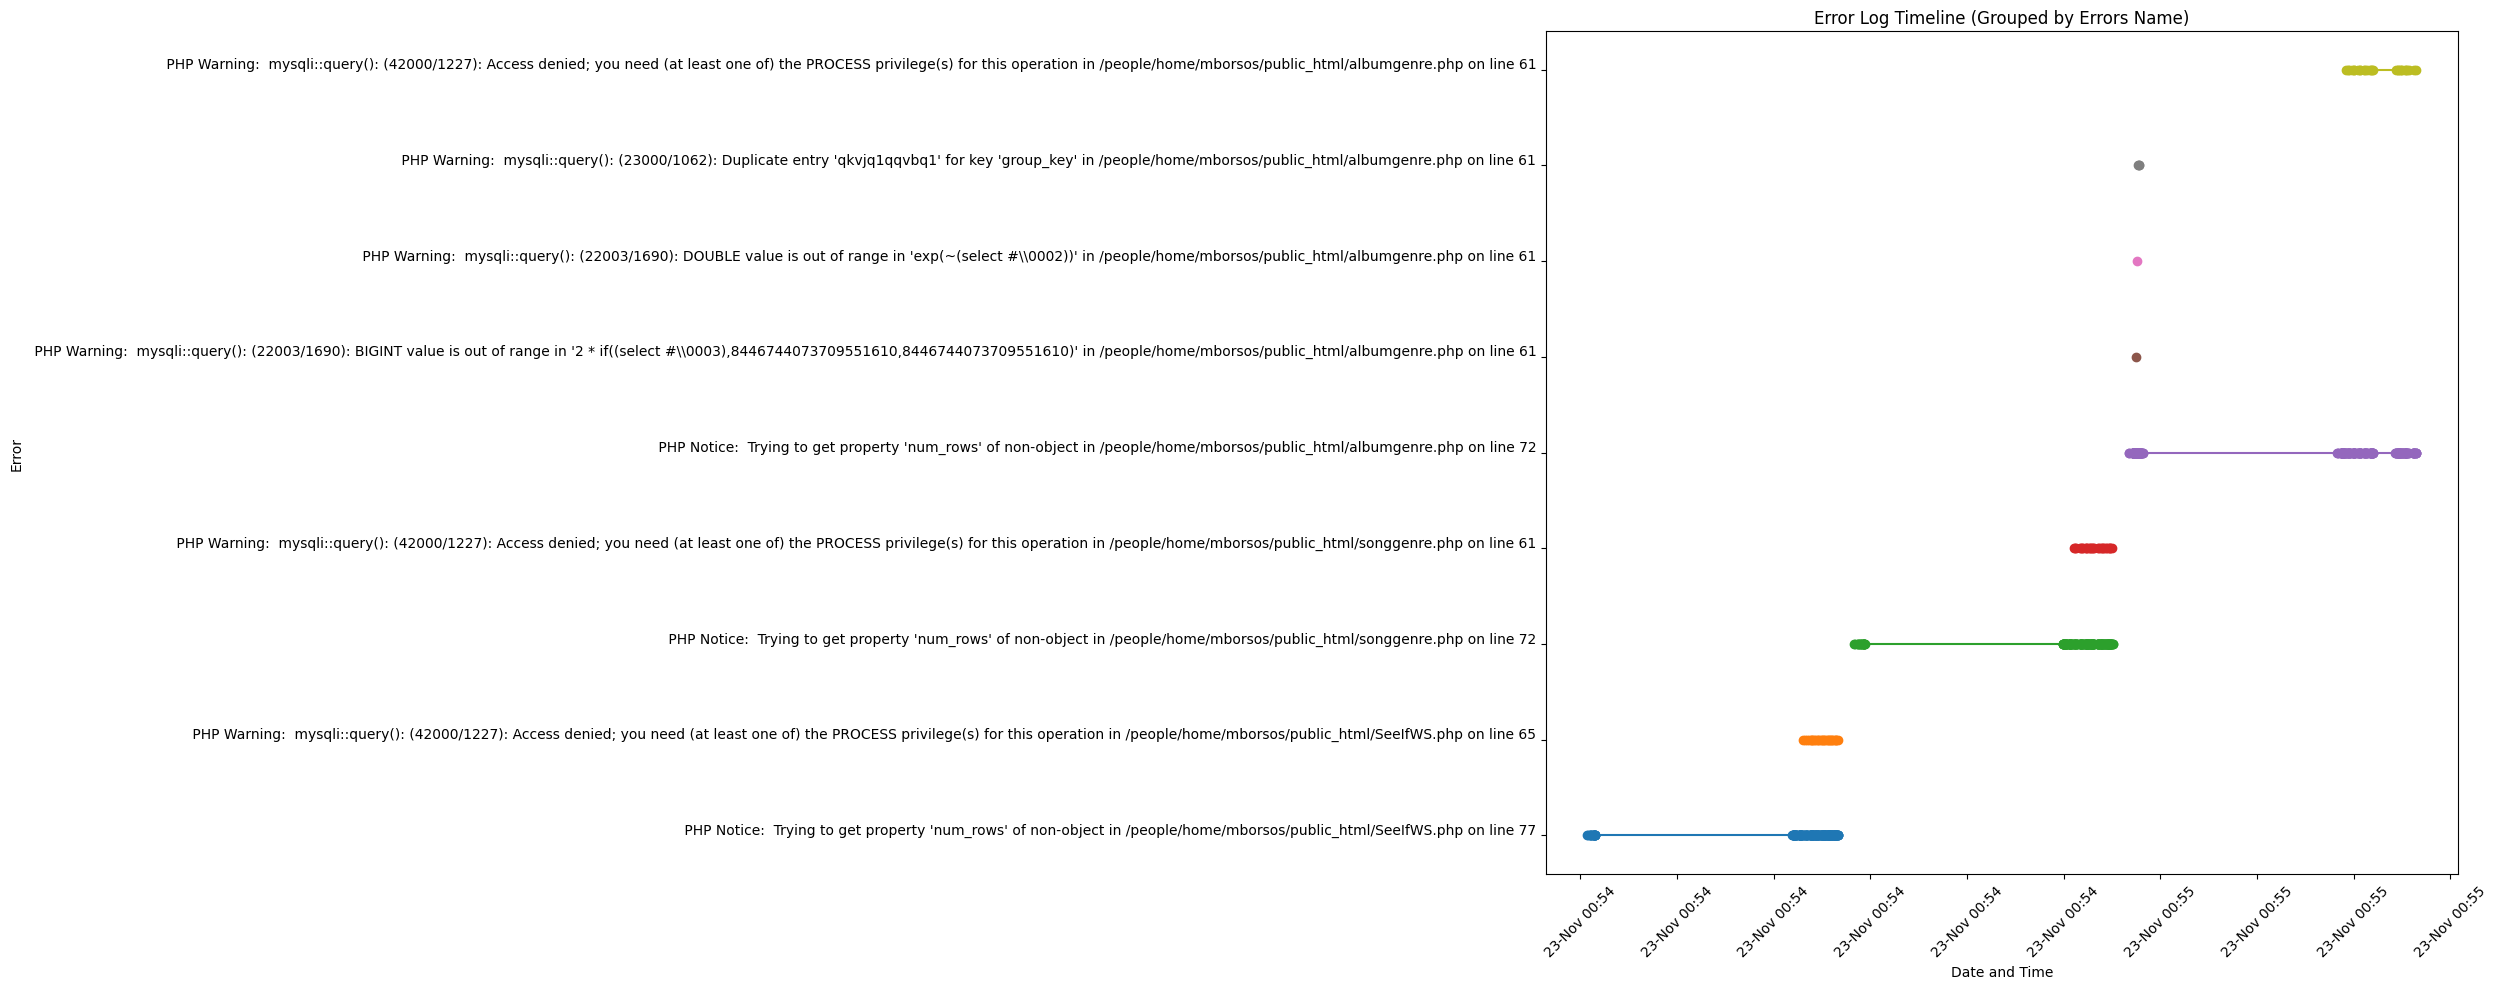 Error Log Timeline (Grouped by Errors Name)
PHP Warning:  mysqli::query(): (42000/1227): Access denied; you need (at least one of) the PROCESS privilege(s) for this operation in /people/home/mborsos/public_html/albumgenre.php on line 61
PHP Warning:  mysqli::query(): (23000/1062): Duplicate entry 'qkvjq1qqvbq1' for key 'group_key' in /people/home/mborsos/public_html/albumgenre.php on line 61
PHP Warning:  mysqli::query(): (22003/1690): DOUBLE value is out of range in 'exp(~(select #\\0002))' in /people/home/mborsos/public_html/albumgenre.php on line 61
PHP Warning:  mysqli::query(): (22003/1690): BIGINT value is out of range in '2 * if((select #\\0003),8446744073709551610,8446744073709551610)' in /people/home/mborsos/public_html/albumgenre.php on line 61
PHP Notice:  Trying to get property 'num_rows' of non-object in /people/home/mborsos/public_html/albumgenre.php on line 72
PHP Warning:  mysqli::query(): (42000/1227): Access denied; you need (at least one of) the PROCESS privilege(s) for this operation in /people/home/mborsos/public_html/songgenre.php on line 61
PHP Notice:  Trying to get property 'num_rows' of non-object in /people/home/mborsos/public_html/songgenre.php on line 72
PHP Warning:  mysqli::query(): (42000/1227): Access denied; you need (at least one of) the PROCESS privilege(s) for this operation in /people/home/mborsos/public_html/SeeIfWS.php on line 65
PHP Notice:  Trying to get property 'num_rows' of non-object in /people/home/mborsos/public_html/SeeIfWS.php on line 77
Error
23-Nov 00:54
23-Nov 00:54
23-Nov 00:54
23-Nov 00:54
23-Nov 00:54
23-Nov 00:54
23-Nov 00:55
23-Nov 00:55
23-Nov 00:55
23-Nov 00:55
Date and Time